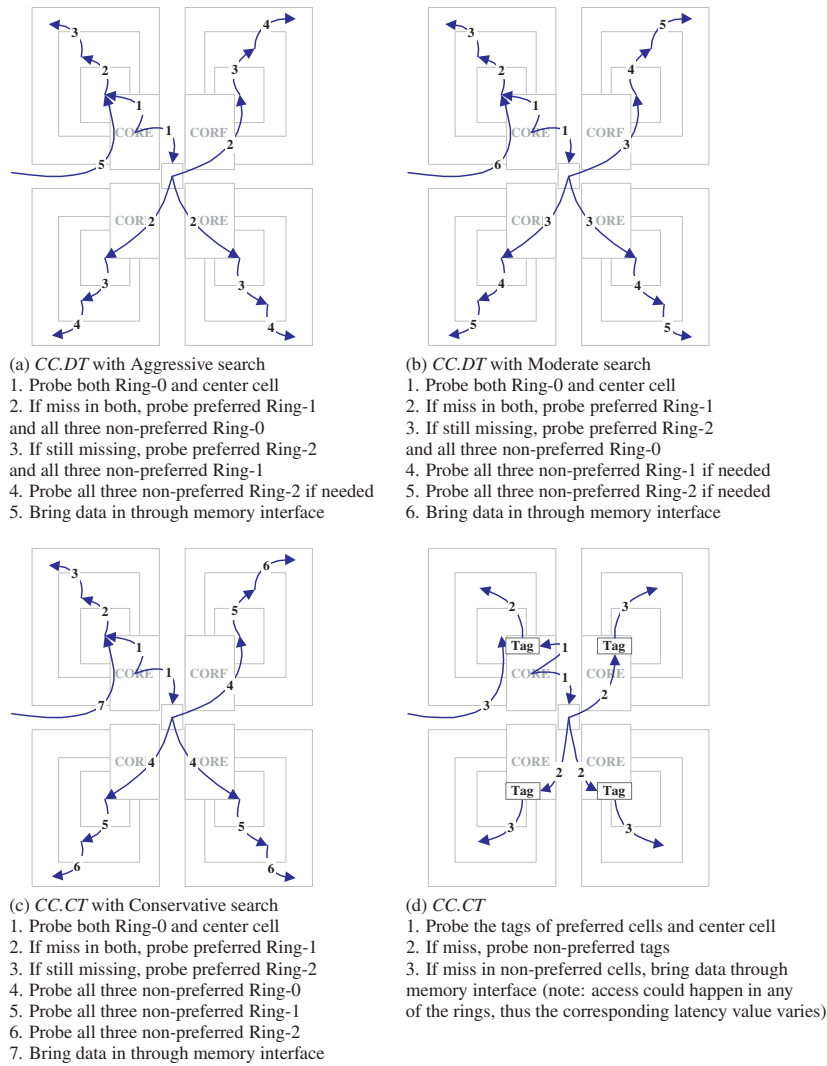 3
4
2
3
1
CORE
1
CORE
2
5
CORE
2
2
CORE
3
3
4
4
(a) CC.DT with Aggressive search
1. Probe both Ring-0 and center cell
2. If miss in both, probe preferred Ring-1
and all three non-preferred Ring-0
3. If still missing, probe preferred Ring-2
and all three non-preferred Ring-1
4. Probe all three non-preferred Ring-2 if needed
5. Bring data in through memory interface
3
5
2
4
1
CORE
1
CORE
3
6
CORE
3
3
CORE
4
4
5
5
(b) CC.DT with Moderate search
1. Probe both Ring-0 and center cell
2. If miss in both, probe preferred Ring-1
3. If still missing, probe preferred Ring-2
and all three non-preferred Ring-0
4. Probe all three non-preferred Ring-1 if needed
5. Probe all three non-preferred Ring-2 if needed
6. Bring data in through memory interface
3
6
2
5
1
CORE
1
CORE
4
7
CORE
4
4
CORE
5
5
6
6
(c) CC.CT with Conservative search
1. Probe both Ring-0 and center cell
2. If miss in both, probe preferred Ring-1
3. If still missing, probe preferred Ring-2
4. Probe all three non-preferred Ring-0
5. Probe all three non-preferred Ring-1
6. Probe all three non-preferred Ring-2
7. Bring data in through memory interface
2
3
Tag
1
Tag
CORE
1
CORE
2
3
CORE
2
2
CORE
Tag
Tag
3
3
(d) CC.CT
1. Probe the tags of preferred cells and center cell
2. If miss, probe non-preferred tags
3. If miss in non-preferred cells, bring data through
memory interface (note: access could happen in any
of the rings, thus the corresponding latency value varies)